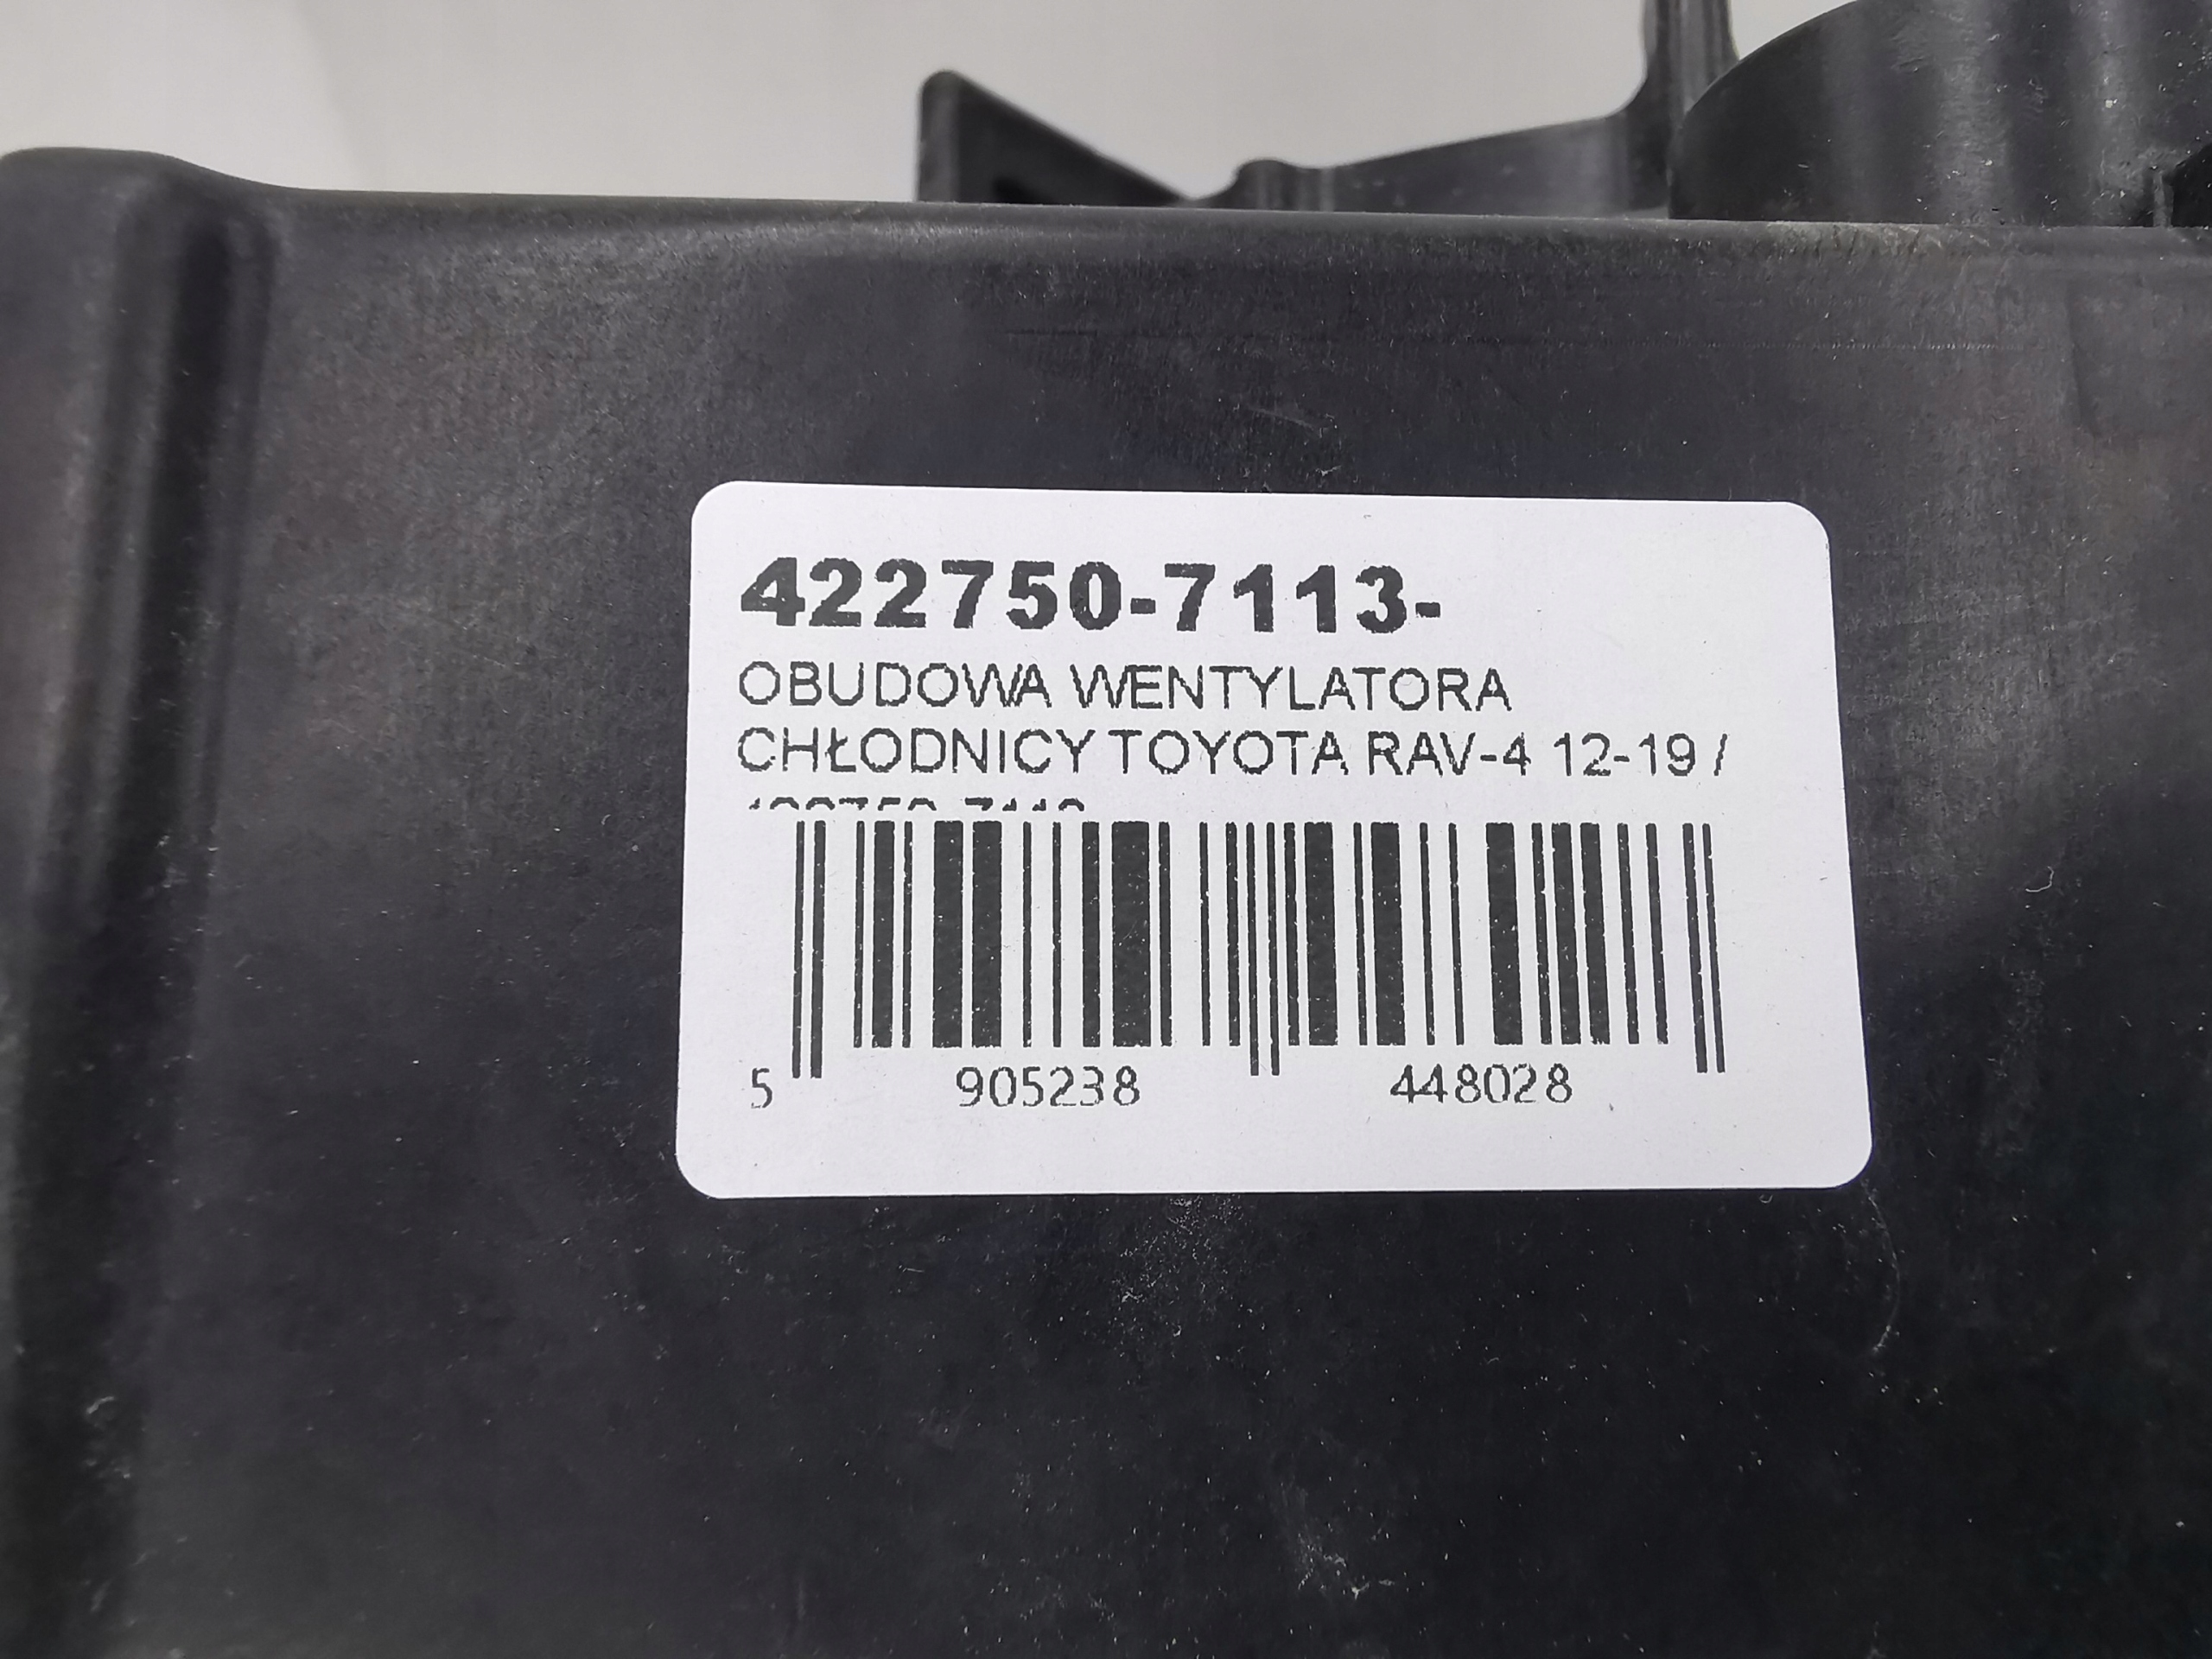 422750-7113-
OBUDOWA WENTYLATORA
CHŁODNICY TOYOTA RAV-4 12-19 /
5 905238 448028